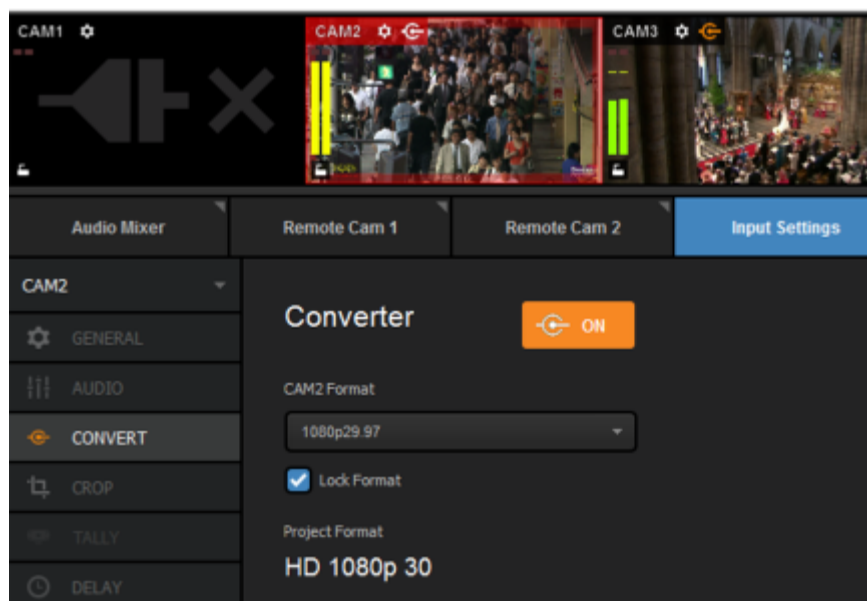 CAM1
CAM2
CAM3
Audio Mixer
Remote Cam 1
Remote Cam 2
Input Settings
CAM2
GENERAL
AUDIO
CONVERT
CROP
TALLY
DELAY
Converter
ON
CAM2 Format
1080p29.97
Lock Format
Project Format
HD 1080p 30